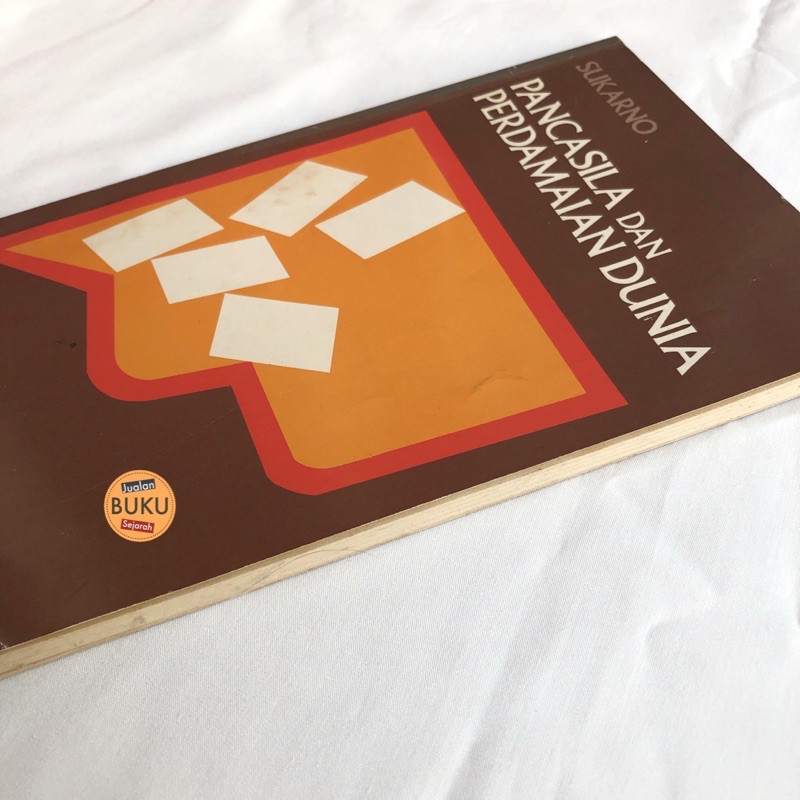 SUKARNO
PANCASILA DAN
PERDAMAIAN DUNIA
Jualan
BUKU
Sejarah